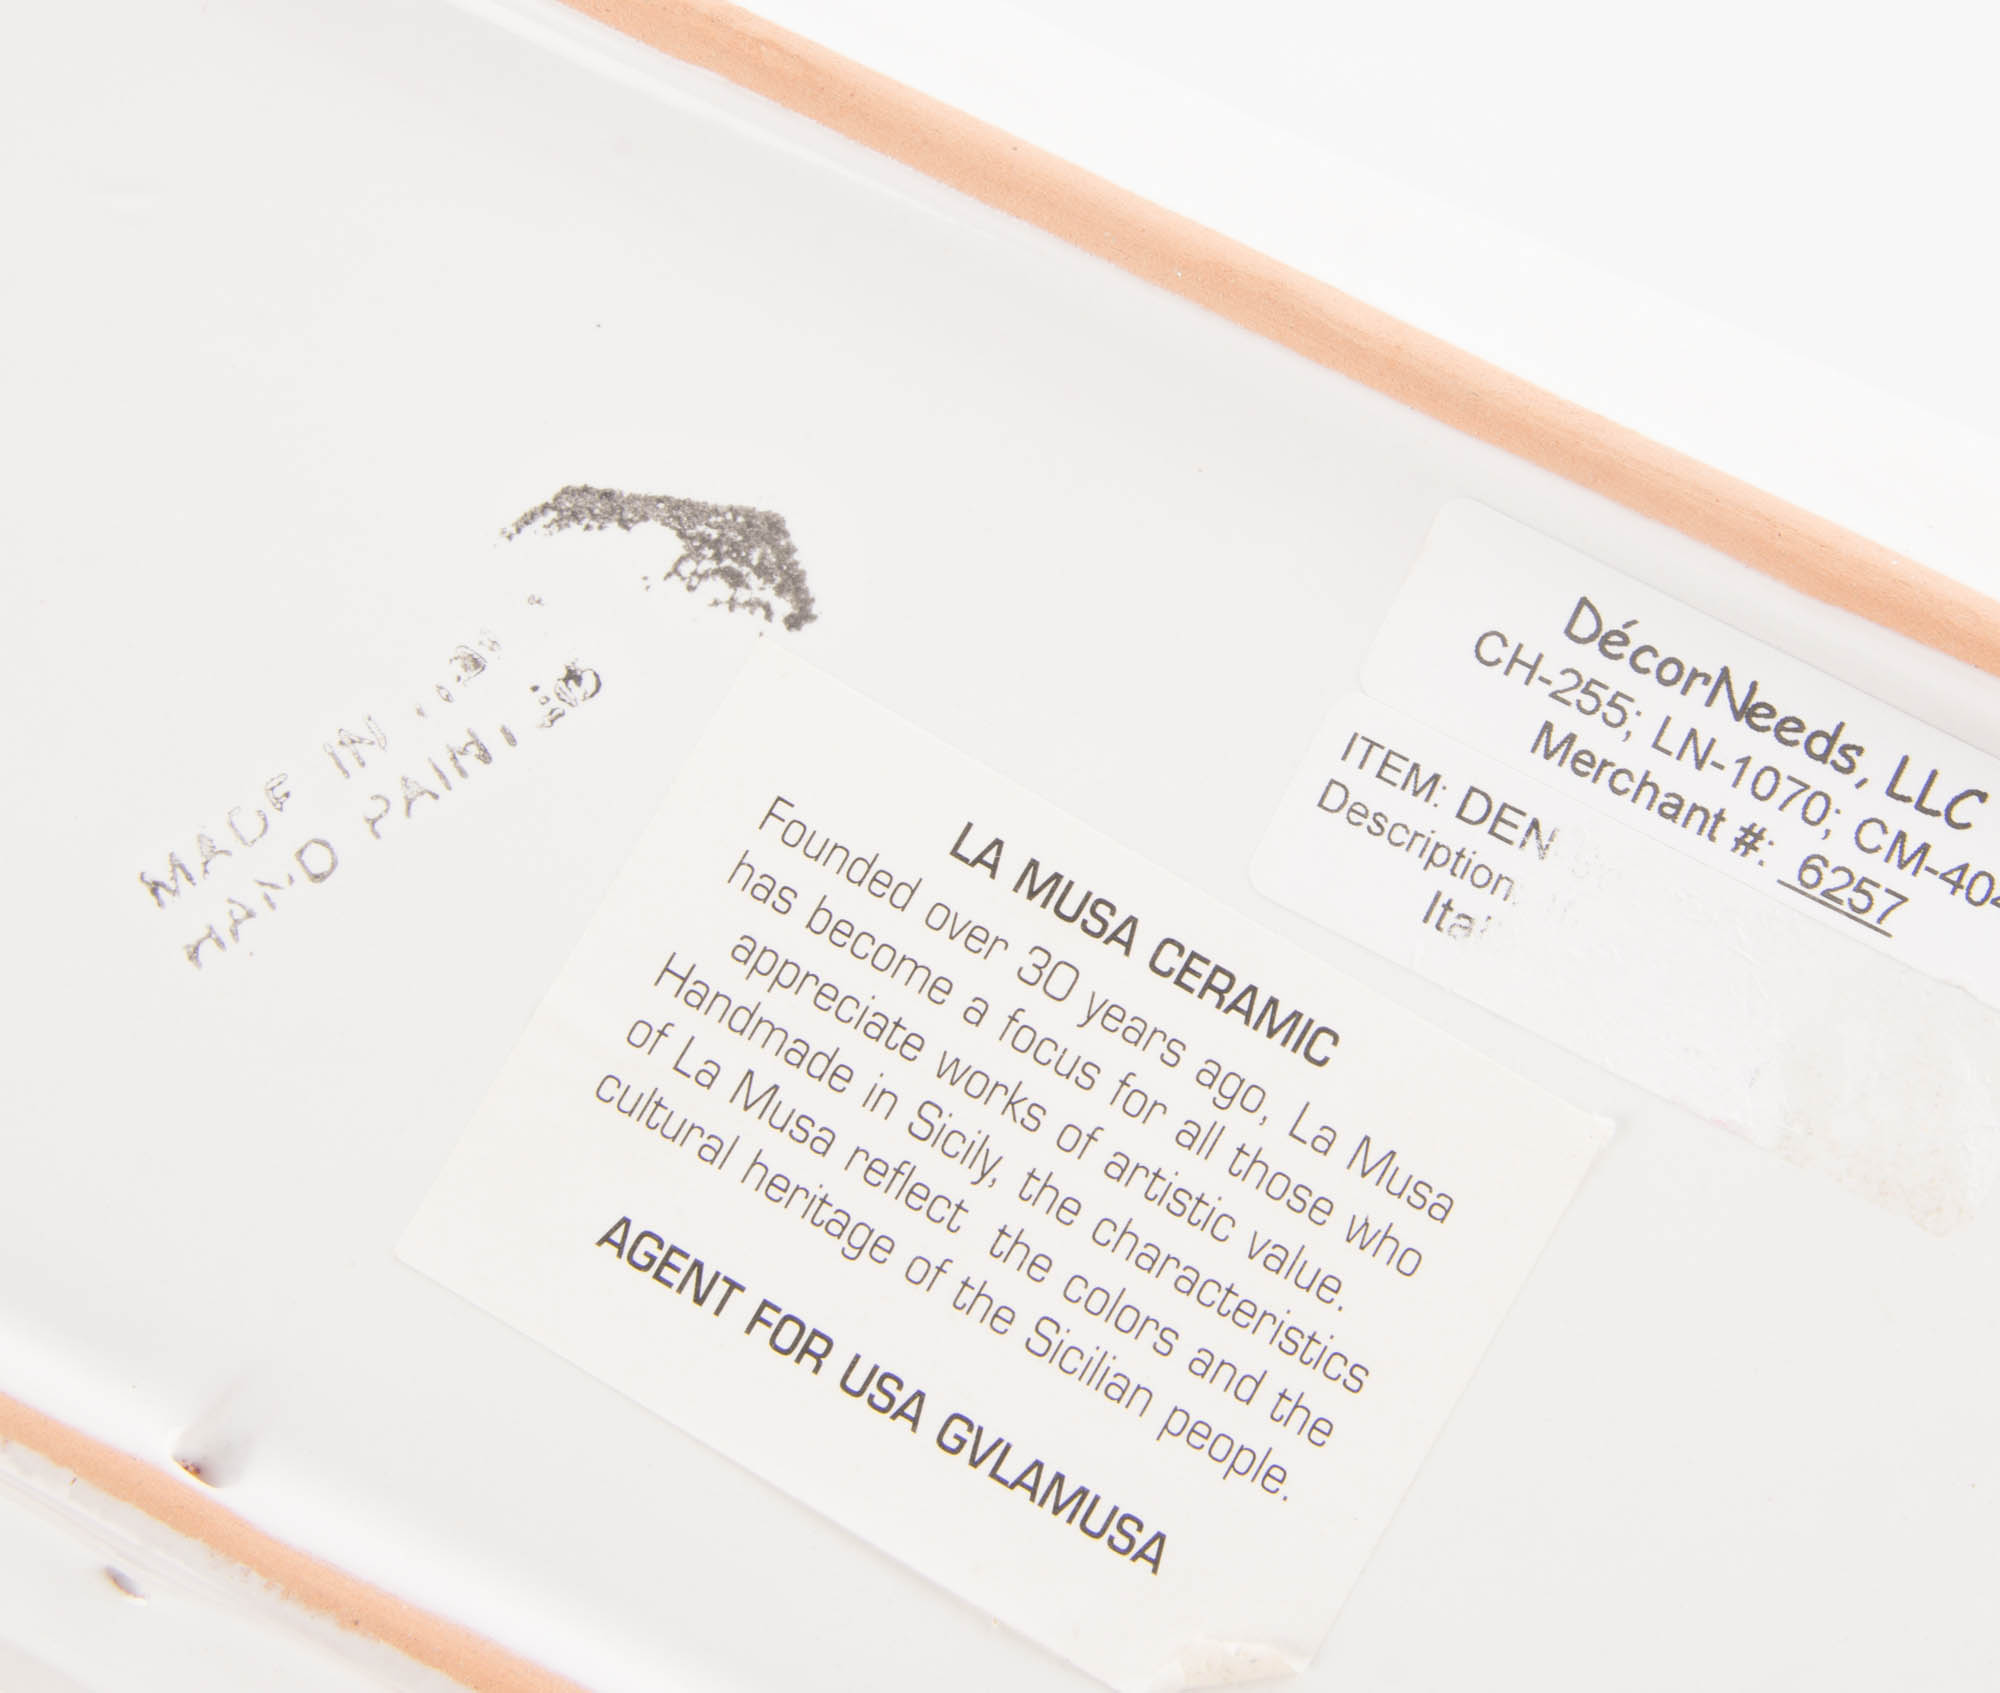 MADE IN
HAND PAIN
LA MUSA CERAMIC
Founded over 30 years ago, La Musa
has become a focus for all those who
appreciate works of artistic value.
Handmade in Sicily, the characteristics
of La Musa reflect the colors and the
cultural heritage of the Sicilian people.
AGENT FOR USA GVLAMUSA
DécorNeeds, LLC
CH-255; LN-1070; CM-404
Merchant #: 6257
ITEM: DEN
Description
Ita